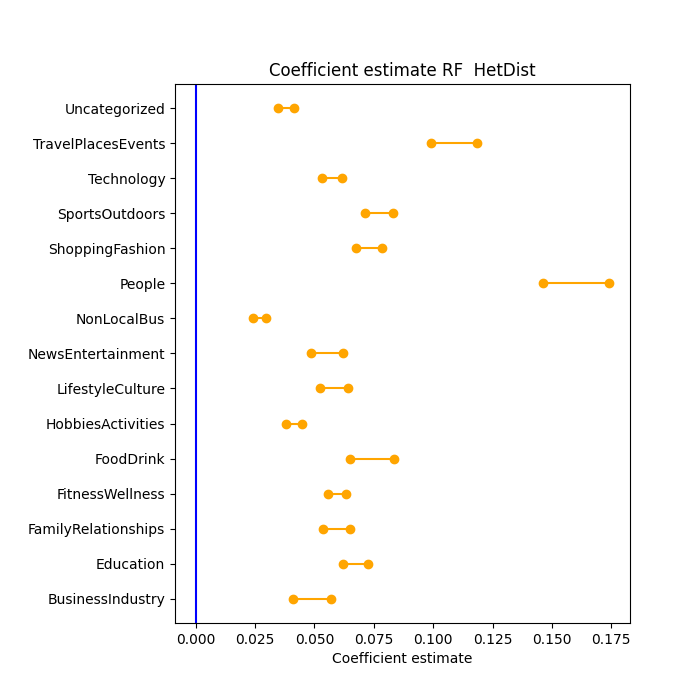 Coefficient estimate RF  HetDist
Uncategorized
TravelPlacesEvents
Technology
SportsOutdoors
ShoppingFashion
People
NonLocalBus
NewsEntertainment
LifestyleCulture
HobbiesActivities
FoodDrink
FitnessWellness
FamilyRelationships
Education
BusinessIndustry
0.000 0.025 0.050 0.075 0.100 0.125 0.150 0.175
Coefficient estimate